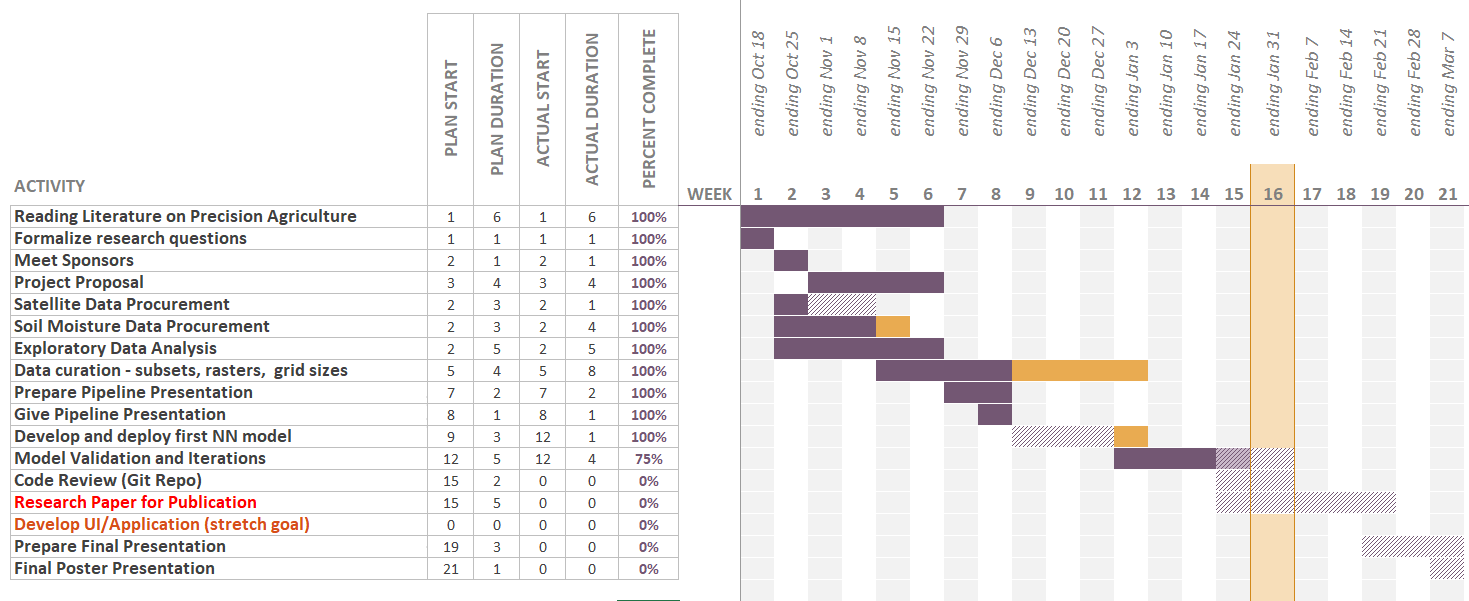 PLAN START PLAN DURATION ACTUAL START ACTUAL DURATION PERCENT COMPLETE
ending Oct 18 ending Oct 25 ending Nov 1 ending Nov 8 ending Nov 15 ending Nov 22 ending Nov 29 ending Dec 6 ending Dec 13 ending Dec 20 ending Dec 27 ending Jan 3 ending Jan 10 ending Jan 17 ending Jan 24 ending Jan 31 ending Feb 7 ending Feb 14 ending Feb 21 ending Feb 28 ending Mar 7
ACTIVITY WEEK 1 2 3 4 5 6 7 8 9 10 11 12 13 14 15 16 17 18 19 20 21
Reading Literature on Precision Agriculture 1 6 1 6 100%
Formalize research questions 1 1 1 1 100%
Meet Sponsors 2 1 2 1 100%
Project Proposal 3 4 3 4 100%
Satellite Data Procurement 2 3 2 1 100%
Soil Moisture Data Procurement 2 3 2 4 100%
Exploratory Data Analysis 2 5 2 5 100%
Data curation - subsets, rasters, grid sizes 5 4 5 8 100%
Prepare Pipeline Presentation 7 2 7 2 100%
Give Pipeline Presentation 8 1 8 1 100%
Develop and deploy first NN model 9 3 12 1 100%
Model Validation and Iterations 12 5 12 4 75%
Code Review (Git Repo) 15 2 0 0 0%
Research Paper for Publication 15 5 0 0 0%
Develop UI/Application (stretch goal) 0 0 0 0 0%
Prepare Final Presentation 19 3 0 0 0%
Final Poster Presentation 21 1 0 0 0%